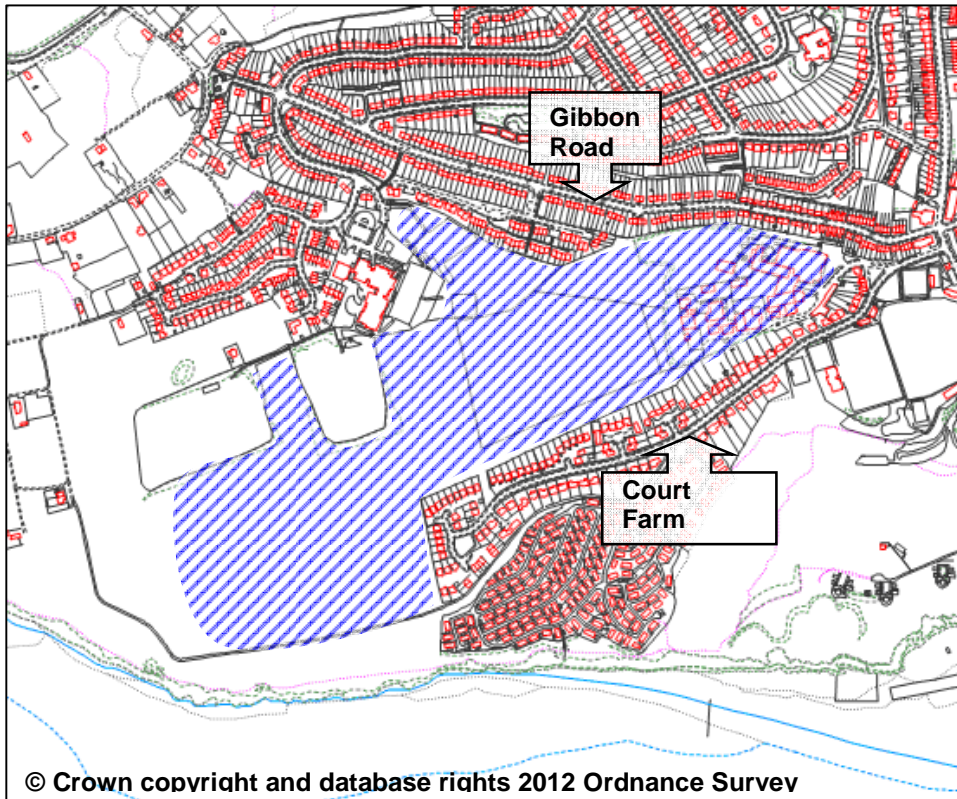 Gibbon
Road
Court
Farm
© Crown copyright and database rights 2012 Ordnance Survey